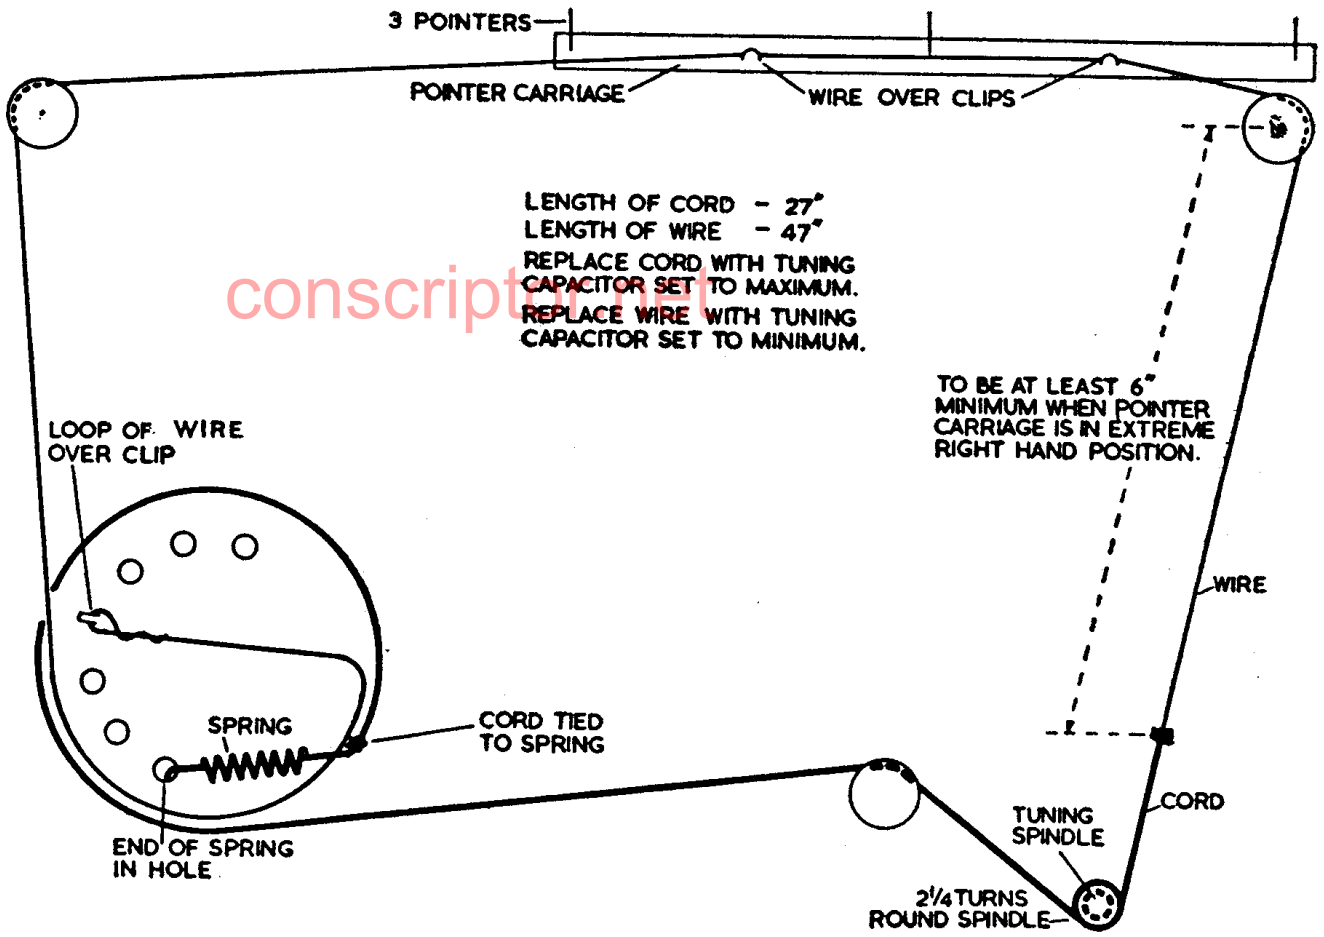 3 POINTERS
POINTER CARRIAGE
WIRE OVER CLIPS
LENGTH OF CORD - 27"
LENGTH OF WIRE - 47"
REPLACE CORD WITH TUNING
CAPACITOR SET TO MAXIMUM.
REPLACE WIRE WITH TUNING
CAPACITOR SET TO MINIMUM.
conscriptor.net
TO BE AT LEAST 6"
MINIMUM WHEN POINTER
CARRIAGE IS IN EXTREME
RIGHT HAND POSITION.
LOOP OF WIRE
OVER CLIP
WIRE
SPRING
CORD TIED
TO SPRING
CORD
TUNING
SPINDLE
END OF SPRING
IN HOLE
2¼ TURNS
ROUND SPINDLE